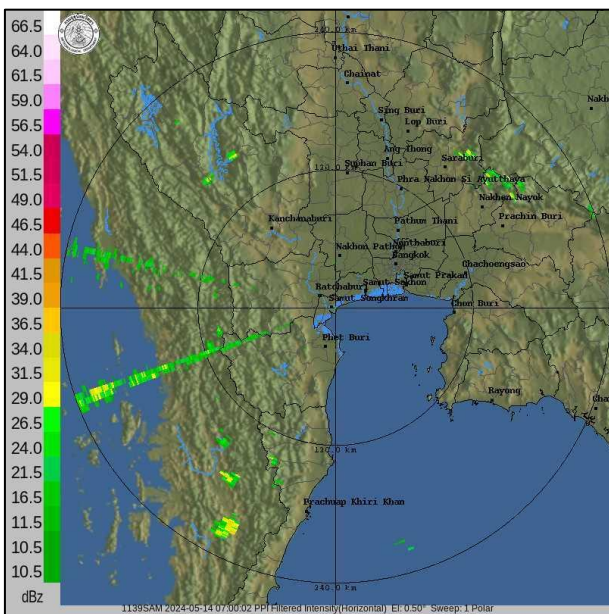 66.5
64.0
61.5
59.0
56.5
54.0
51.5
49.0
46.5
44.0
41.5
39.0
36.5
34.0
31.5
29.0
26.5
24.0
21.5
19.0
16.5
11.5
10.5
dBz
240.0 km
Uthai Thani
Chainat
Sing Buri
Lop Buri
Ang Thong
Saraburi
Suphan Buri
120.0 km
Phra Nakhon Si Ayutthaya
Nakhon Nayok
Prachin Buri
Kanchanaburi
Pathum Thani
Nonthaburi
Nakhon Pathom
Bangkok
Chachoengsao
Samut Prakan
Ratchaburi
Samut Sakhon
Samut Songkhram
Chon Buri
Phet Buri
Rayong
120.0 km
Prachuap Khiri Khan
240.0 km
1139SAM 2024-05-14 07:00:02 PPI Filtered Intensity(Horizontal) El: 0.50° Sweep: 1 Polar